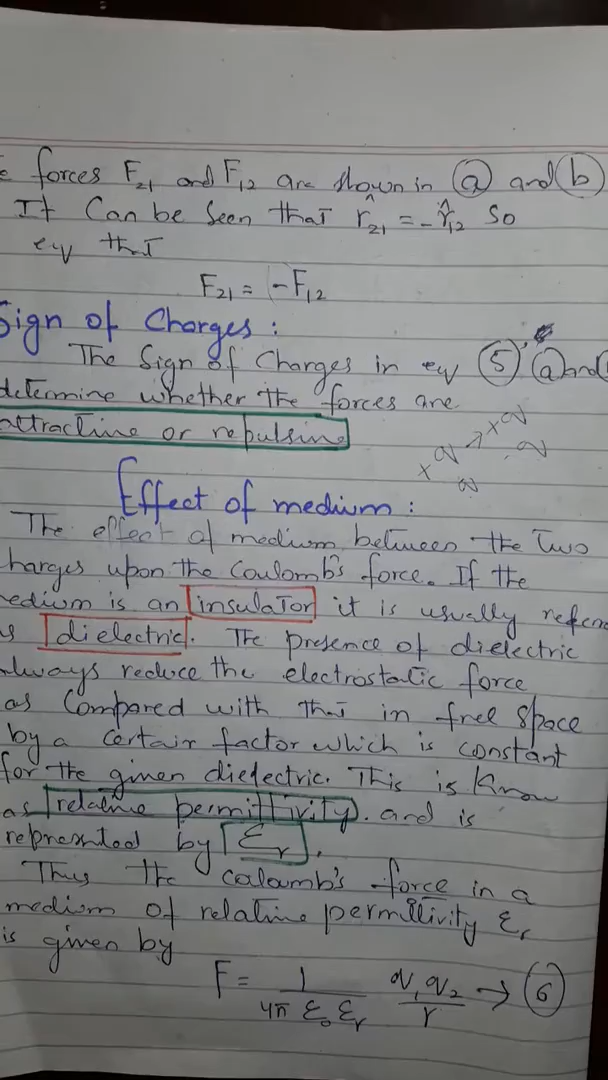 forces F₂₁ and F₁₂ are shown in ⓐ and ⓑ
It Can be Seen that r̂₂₁ = -r̂₁₂ so
eq that
F₂₁ = -F₁₂
Sign of Charges:
The Sign of Charges in eq ⑤ ⓐ and
determine whether the forces are
attractive or repulsive
Effect of medium:
The effect of medium between the two
charges upon the Coulomb's force. If the
medium is an insulator it is usually referred
as dielectric. The presence of dielectric
always reduce the electrostatic force
as Compared with that in free space
by a certain factor which is constant
for the given dielectric. This is know
as relative permittivity. and is
represented by εᵣ.
Thus the calomb's force in a
medium of relative permittivity εᵣ
is given by
F = 1/4π ε₀ εᵣ q₁q₂/r → ⑥